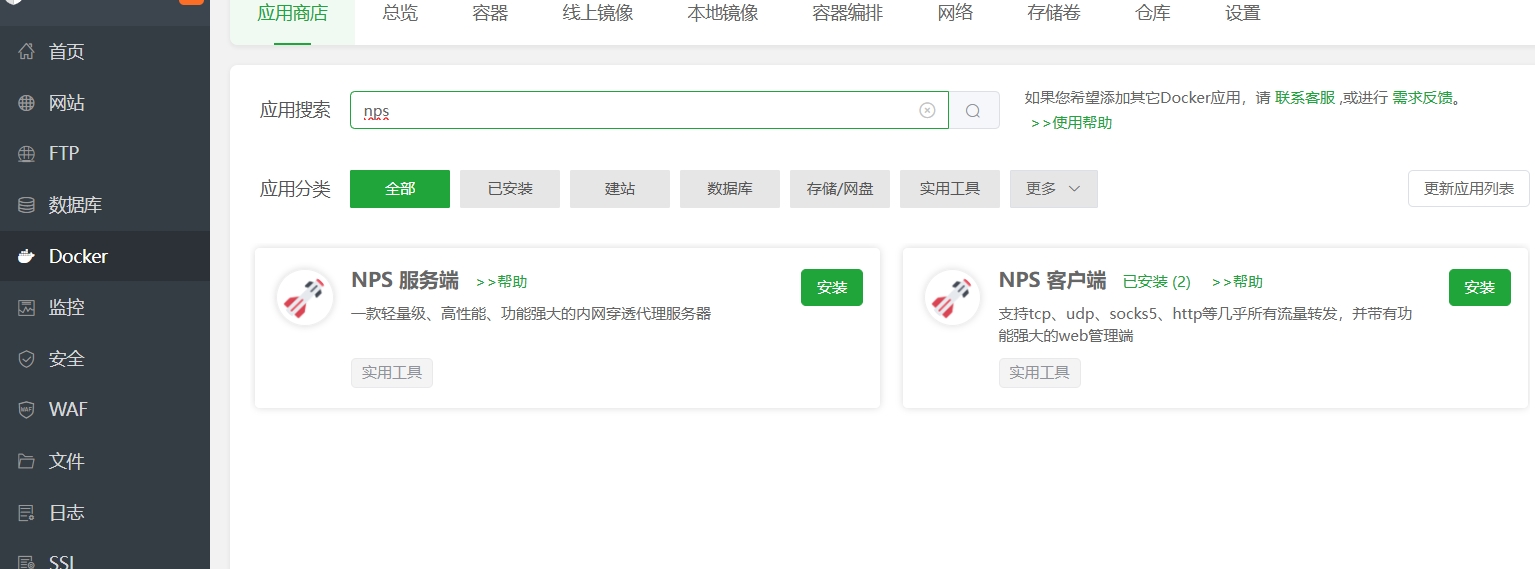 应用商店 总览 容器 线上镜像 本地镜像 容器编排 网络 存储卷 仓库 设置
首页
网站
FTP
数据库
Docker
监控
安全
WAF
文件
日志
SSL
应用搜索 nps
如果您希望添加其它Docker应用，请 联系客服 ,或进行 需求反馈。
>>使用帮助
应用分类 全部 已安装 建站 数据库 存储/网盘 实用工具 更多 更新应用列表
NPS 服务端 >>帮助 安装
一款轻量级、高性能、功能强大的内网穿透代理服务器
实用工具
NPS 客户端 已安装 (2) >>帮助 安装
支持tcp、udp、socks5、http等几乎所有流量转发，并带有功
能强大的web管理端
实用工具